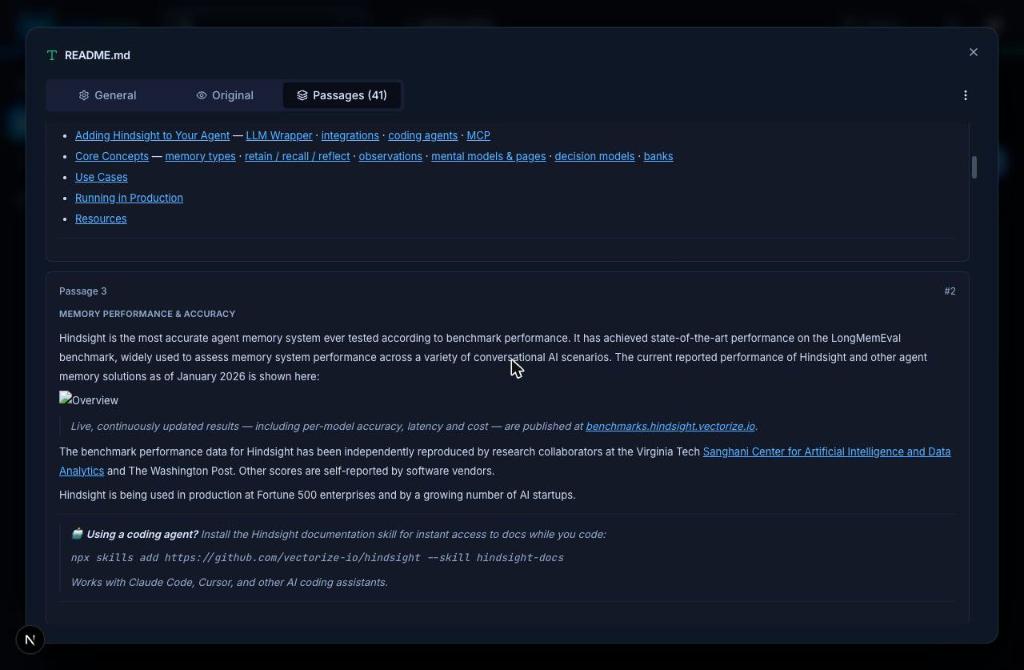 README.md
General
Original
Passages (41)
Adding Hindsight to Your Agent — LLM Wrapper · integrations · coding agents · MCP
Core Concepts — memory types · retain / recall / reflect · observations · mental models & pages · decision models · banks
Use Cases
Running in Production
Resources
Passage 3
#2
MEMORY PERFORMANCE & ACCURACY
Hindsight is the most accurate agent memory system ever tested according to benchmark performance. It has achieved state-of-the-art performance on the LongMemEval
benchmark, widely used to assess memory system performance across a variety of conversational AI scenarios. The current reported performance of Hindsight and other agent
memory solutions as of January 2026 is shown here:
Overview
Live, continuously updated results — including per-model accuracy, latency and cost — are published at benchmarks.hindsight.vectorize.io.
The benchmark performance data for Hindsight has been independently reproduced by research collaborators at the Virginia Tech Sanghani Center for Artificial Intelligence and Data
Analytics and The Washington Post. Other scores are self-reported by software vendors.
Hindsight is being used in production at Fortune 500 enterprises and by a growing number of AI startups.
Using a coding agent? Install the Hindsight documentation skill for instant access to docs while you code:
npx skills add https://github.com/vectorize-io/hindsight --skill hindsight-docs
Works with Claude Code, Cursor, and other AI coding assistants.
N